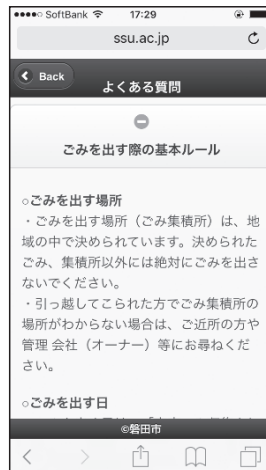 SoftBank 17:29
ssu.ac.jp
Back
よくある質問
ごみを出す際の基本ルール
○ごみを出す場所
・ごみを出す場所（ごみ集積所）は、地
域の中で決められています。決められた
ごみ、集積所以外には絶対にごみを出さ
ないでください。
・引っ越してこられた方でごみ集積所の
場所がわからない場合は、ご近所の方や
管理 会社（オーナー）等にお尋ねくだ
さい。
○ごみを出す日
©磐田市